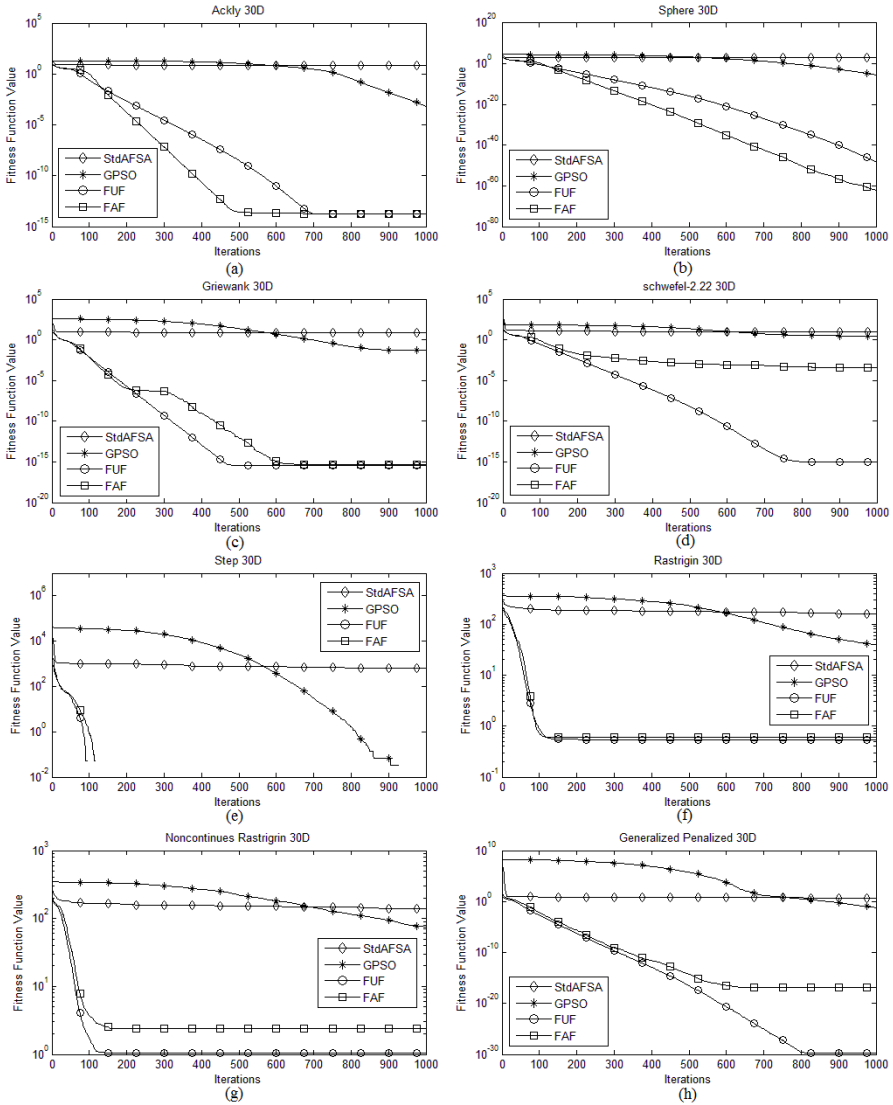 Ackly 30D
Fitness Function Value
10^5
10^0
10^-5
10^-10
10^-15
StdAFSA
GPSO
FUF
FAF
0 100 200 300 400 500 600 700 800 900 1000
Iterations
(a)
Sphere 30D
Fitness Function Value
10^20
10^0
10^-20
10^-40
10^-60
10^-80
StdAFSA
GPSO
FUF
FAF
0 100 200 300 400 500 600 700 800 900 1000
Iterations
(b)
Griewank 30D
Fitness Function Value
10^5
10^0
10^-5
10^-10
10^-15
10^-20
StdAFSA
GPSO
FUF
FAF
0 100 200 300 400 500 600 700 800 900 1000
Iterations
(c)
schwefel-2.22 30D
Fitness Function Value
10^5
10^0
10^-5
10^-10
10^-15
10^-20
StdAFSA
GPSO
FUF
FAF
0 100 200 300 400 500 600 700 800 900 1000
Iterations
(d)
Step 30D
Fitness Function Value
10^6
10^4
10^2
10^0
10^-2
StdAFSA
GPSO
FUF
FAF
0 100 200 300 400 500 600 700 800 900 1000
Iterations
(e)
Rastrigin 30D
Fitness Function Value
10^3
10^2
10^1
10^0
10^-1
StdAFSA
GPSO
FUF
FAF
0 100 200 300 400 500 600 700 800 900 1000
Iterations
(f)
Noncontinues Rastrigrin 30D
Fitness Function Value
10^3
10^2
10^1
10^0
StdAFSA
GPSO
FUF
FAF
0 100 200 300 400 500 600 700 800 900 1000
Iterations
(g)
Generalized Penalized 30D
Fitness Function Value
10^10
10^0
10^-10
10^-20
10^-30
StdAFSA
GPSO
FUF
FAF
0 100 200 300 400 500 600 700 800 900 1000
Iterations
(h)